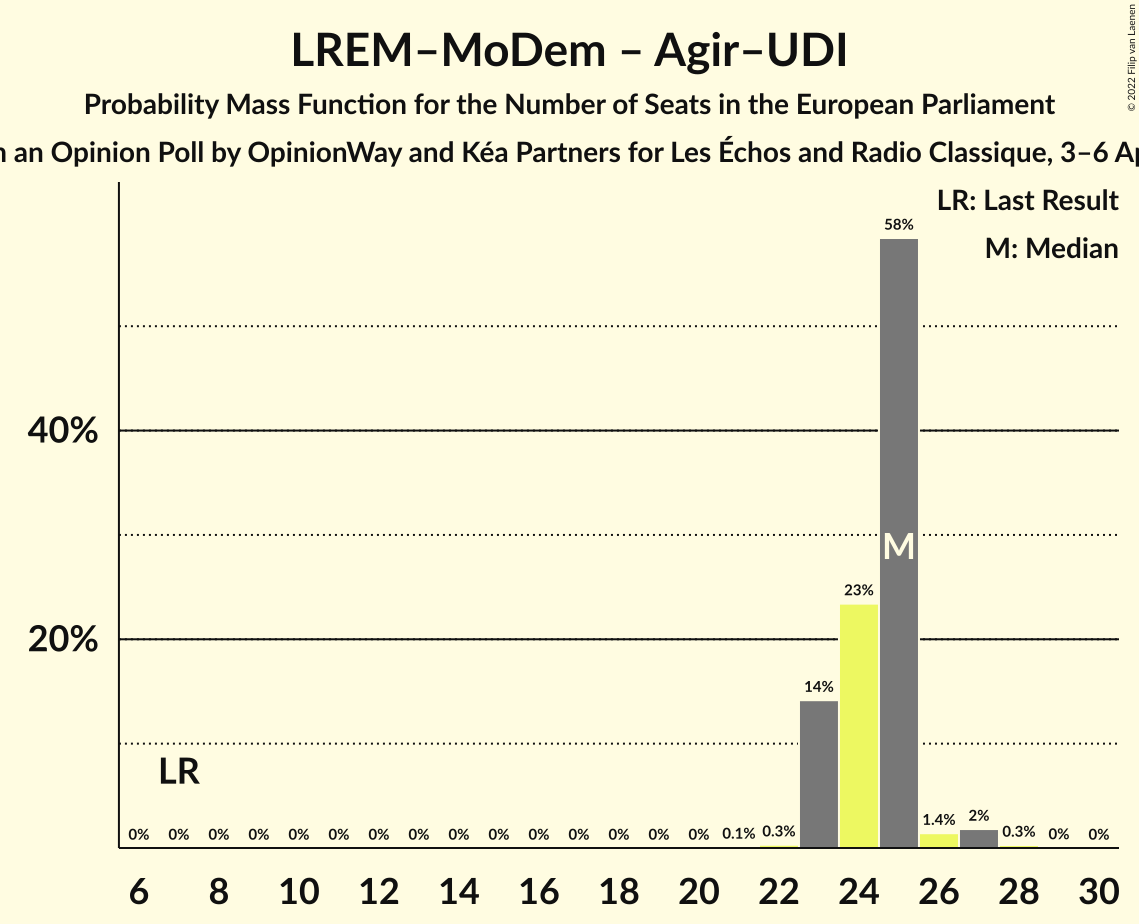 LREM–MoDem – Agir–UDI
Probability Mass Function for the Number of Seats in the European Parliament
an Opinion Poll by OpinionWay and Kéa Partners for Les Échos and Radio Classique, 3–6
© 2022 Filip van Laenen
LR: Last Result
M: Median
58%
40%
M
23%
20%
14%
LR
0% 0% 0% 0% 0% 0% 0% 0% 0% 0% 0% 0% 0% 0% 0% 0.1% 0.3% 1.4% 2% 0.3% 0% 0%
6 8 10 12 14 16 18 20 22 24 26 28 30